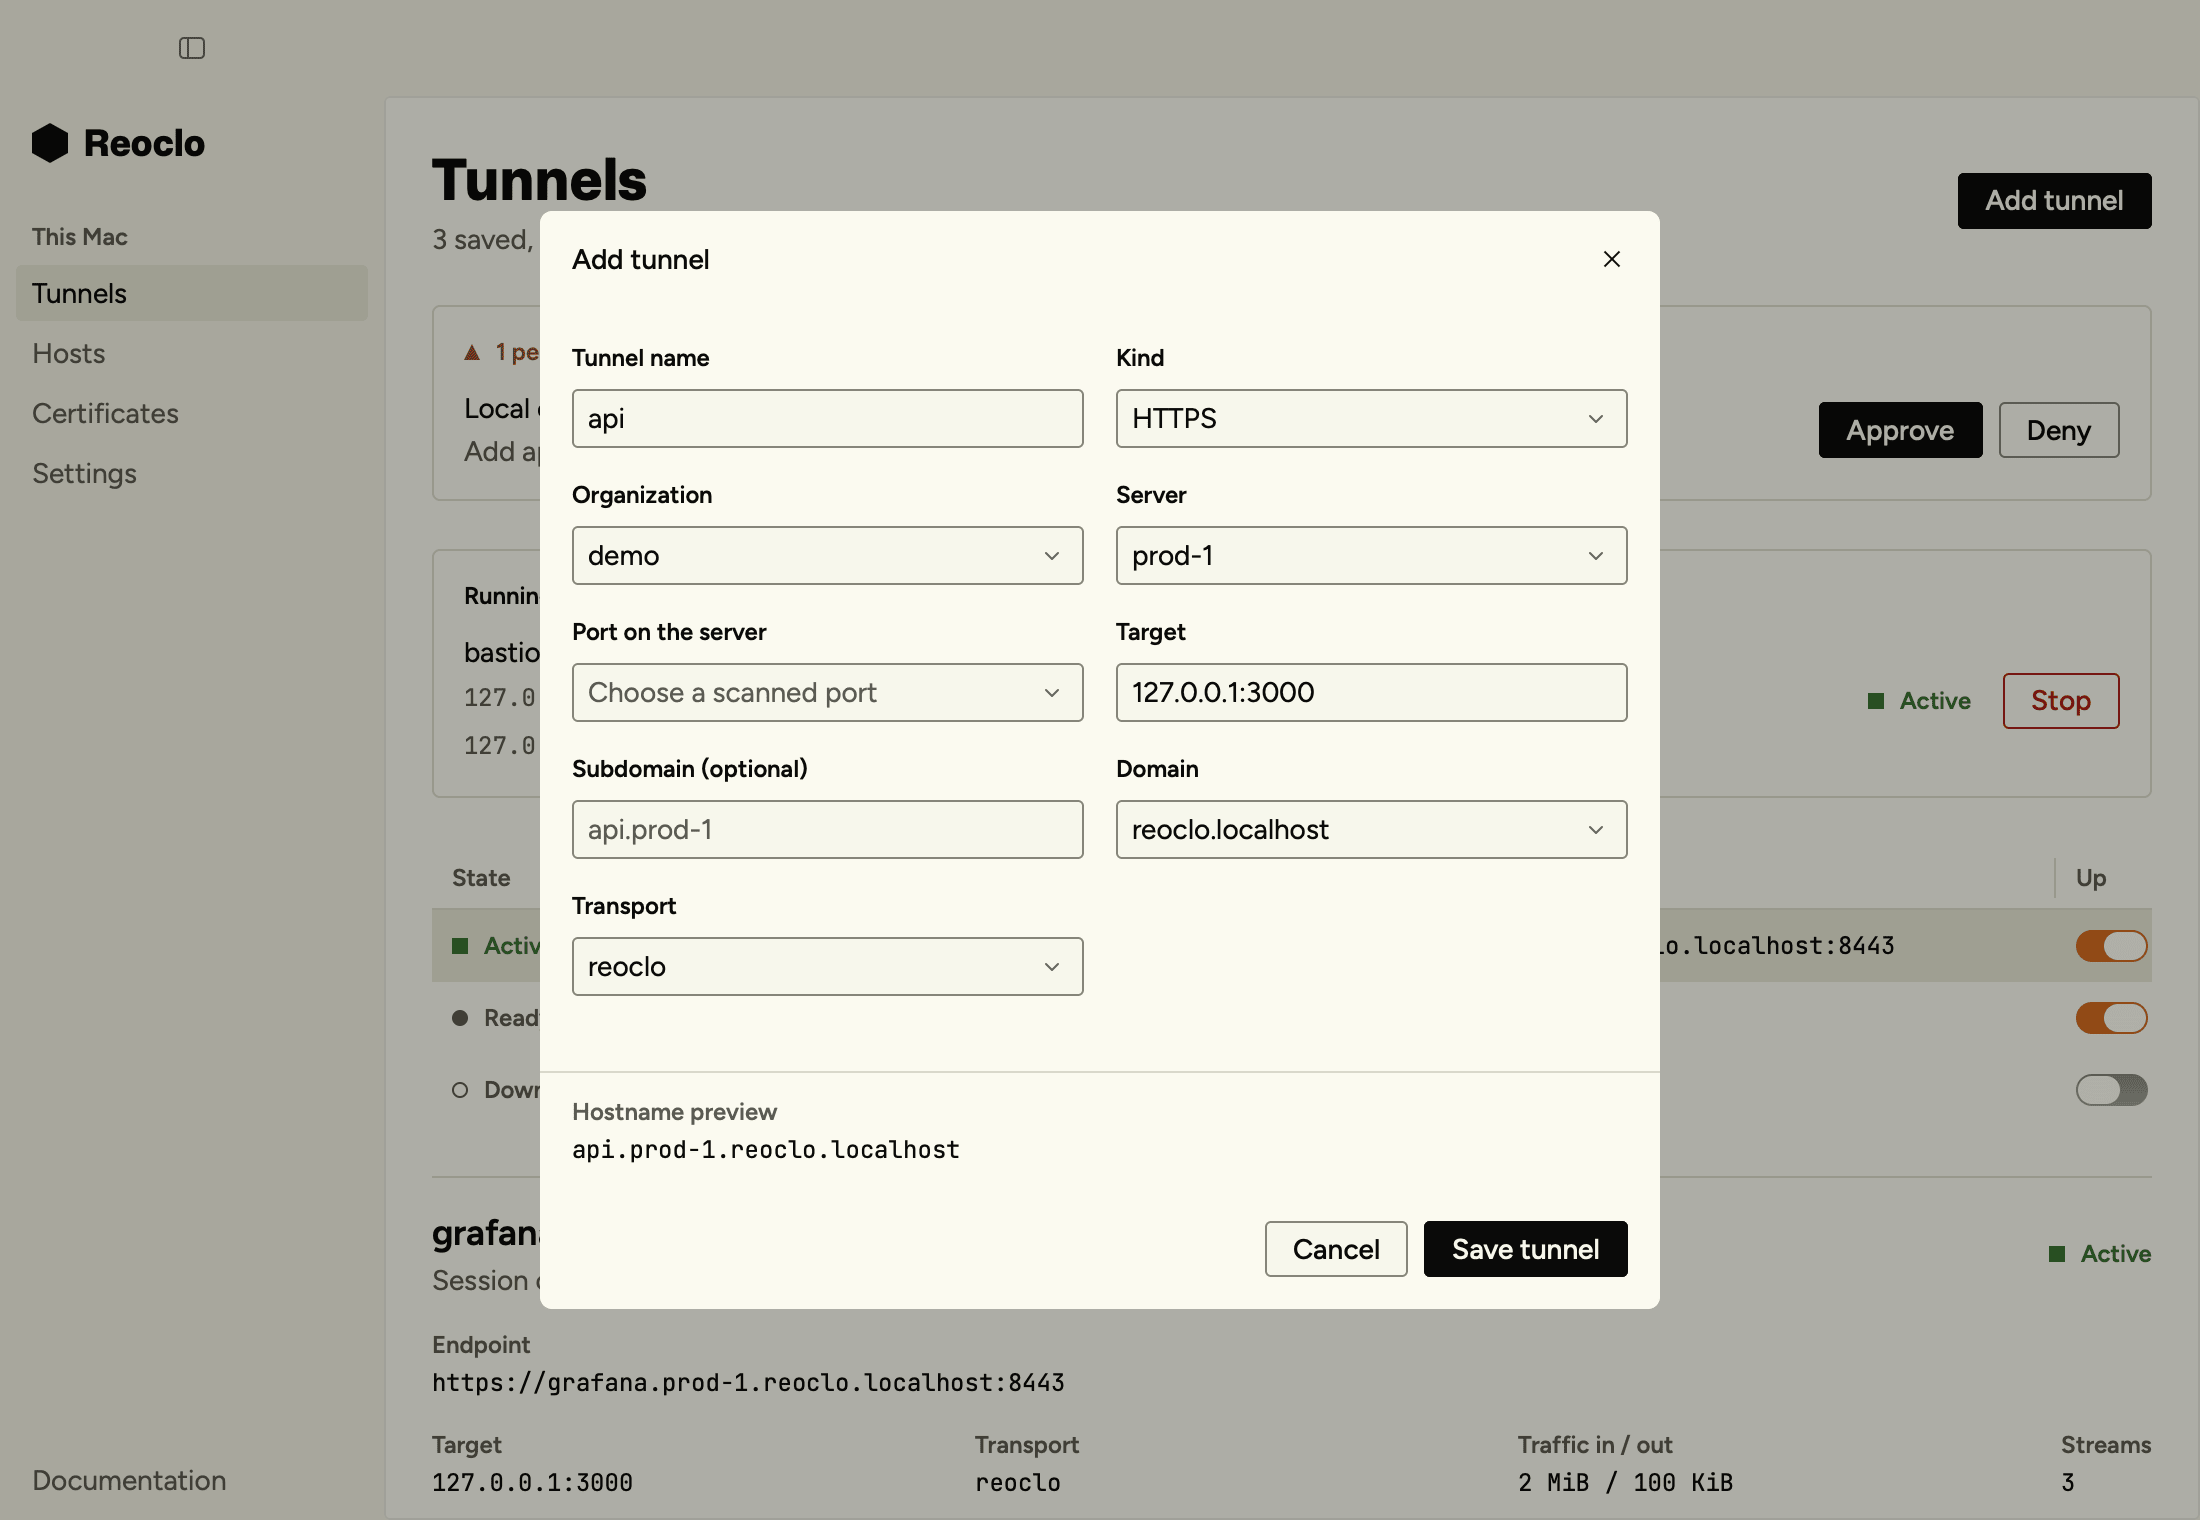 Reoclo
This Mac
Tunnels
Hosts
Certificates
Settings
Documentation
Tunnels
3 saved,
Add tunnel
1 pe
Local
Add
Approve
Deny
Runnin
bastio
127.0
127.0
Active
Stop
State
Up
Activ
lo.localhost:8443
Read
Down
grafana
Session
Active
Endpoint
https://grafana.prod-1.reoclo.localhost:8443
Target
Transport
Traffic in / out
Streams
127.0.0.1:3000
reoclo
2 MiB / 100 KiB
3
Add tunnel
Tunnel name
Kind
api
HTTPS
Organization
Server
demo
prod-1
Port on the server
Target
Choose a scanned port
127.0.0.1:3000
Subdomain (optional)
Domain
api.prod-1
reoclo.localhost
Transport
reoclo
Hostname preview
api.prod-1.reoclo.localhost
Cancel
Save tunnel